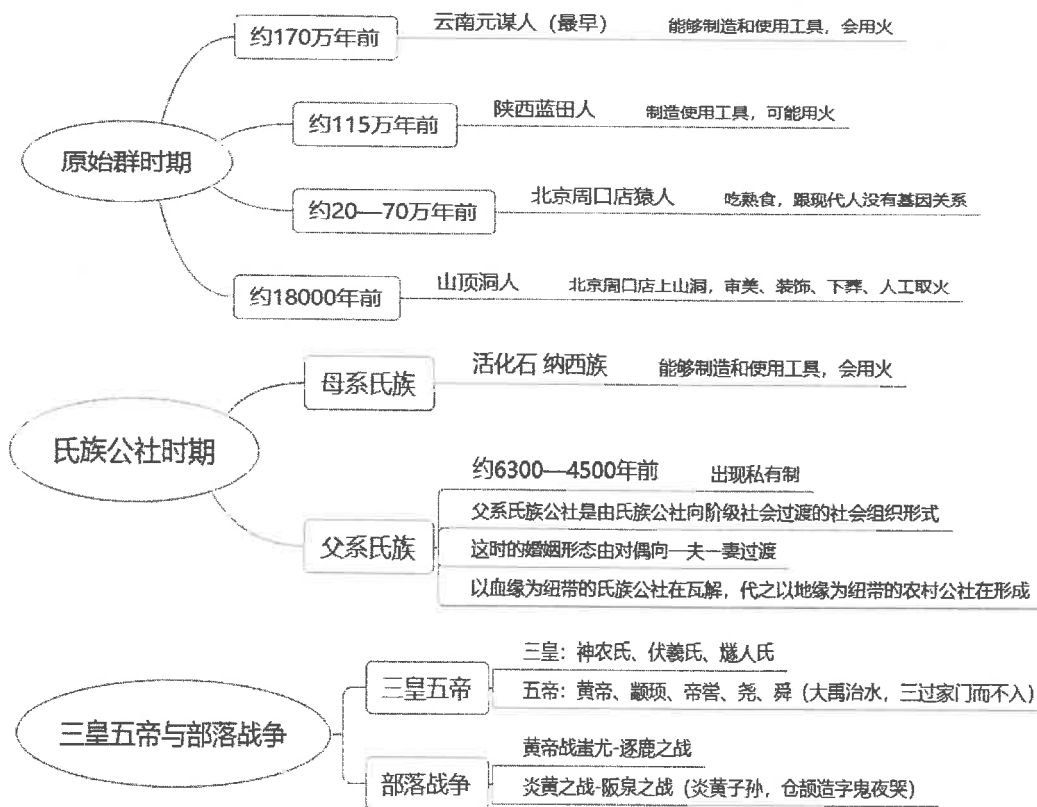 约170万年前
云南元谋人（最早）
能够制造和使用工具，会用火
原始群时期
约115万年前
陕西蓝田人
制造使用工具，可能用火
约20—70万年前
北京周口店猿人
吃熟食，跟现代人没有基因关系
约18000年前
山顶洞人
北京周口店上山洞，审美、装饰、下葬、人工取火
氏族公社时期
母系氏族
活化石 纳西族
能够制造和使用工具，会用火
父系氏族
约6300—4500年前
出现私有制
父系氏族公社是由氏族公社向阶级社会过渡的社会组织形式
这时的婚姻形态由对偶向一夫一妻过渡
以血缘为纽带的氏族公社在瓦解，代之以地缘为纽带的农村公社在形成
三皇五帝与部落战争
三皇五帝
三皇：神农氏、伏羲氏、燧人氏
五帝：黄帝、颛顼、帝喾、尧、舜（大禹治水，三过家门而不入）
部落战争
黄帝战蚩尤-逐鹿之战
炎黄之战-阪泉之战（炎黄子孙，仓颉造字鬼夜哭）